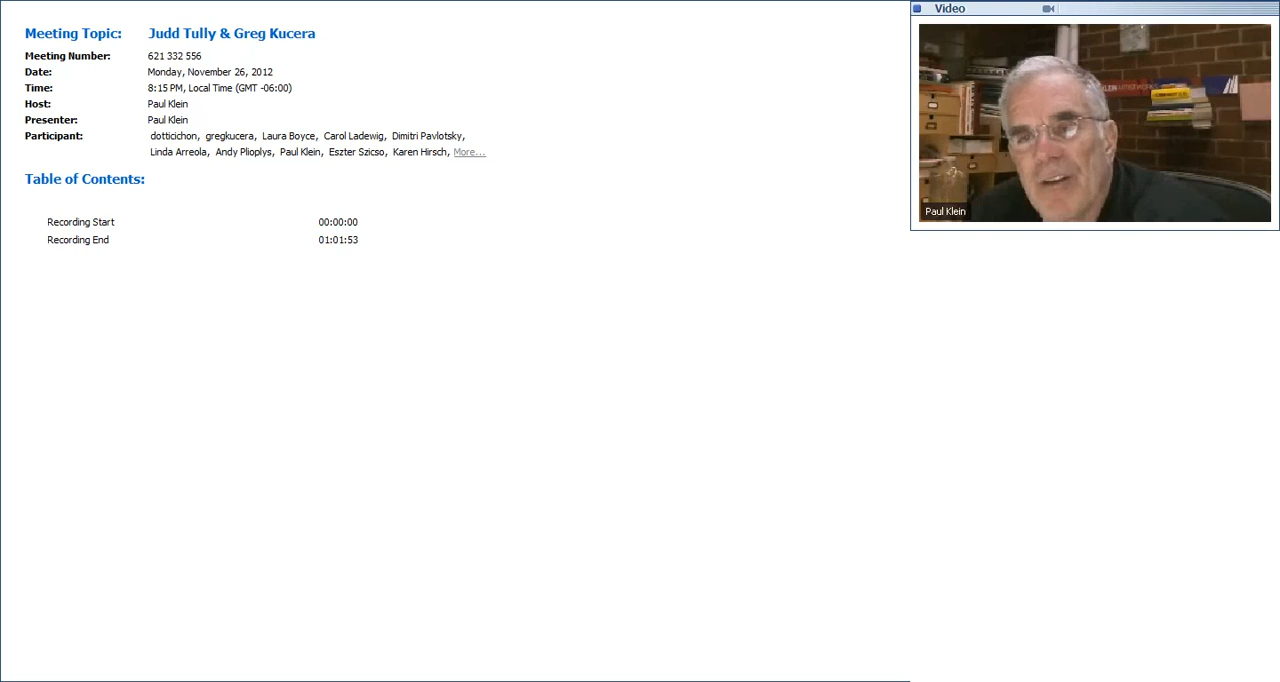 Meeting Topic: Judd Tully & Greg Kucera
Meeting Number: 621 332 556
Date: Monday, November 26, 2012
Time: 8:15 PM, Local Time (GMT -06:00)
Host: Paul Klein
Presenter: Paul Klein
Participant: dotticichon, gregkucera, Laura Boyce, Carol Ladewig, Dimitri Pavlotsky,
Linda Arreola, Andy Plioplys, Paul Klein, Eszter Szicso, Karen Hirsch, More...
Table of Contents:
Recording Start 00:00:00
Recording End 01:01:53
Video
Paul Klein